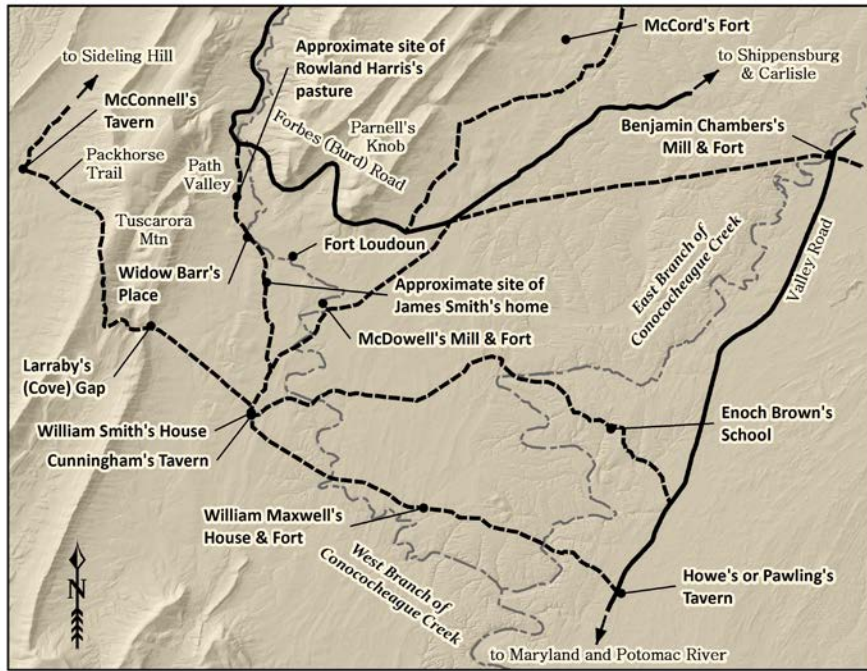 to Sideling Hill
McConnell's
Tavern
Packhorse
Trail
Path
Valley
Tuscarora
Mtn
Approximate site of
Rowland Harris's
pasture
Forbes (Burd) Road
Parnell's
Knob
McCord's Fort
to Shippensburg
& Carlisle
Benjamin Chambers's
Mill & Fort
Fort Loudoun
Widow Barr's
Place
Approximate site of
James Smith's home
McDowell's Mill & Fort
East Branch of
Conococheague Creek
Valley Road
Larraby's
(Cove) Gap
William Smith's House
Cunningham's Tavern
Enoch Brown's
School
William Maxwell's
House & Fort
West Branch of
Conococheague Creek
Howe's or Pawling's
Tavern
to Maryland and Potomac River
N